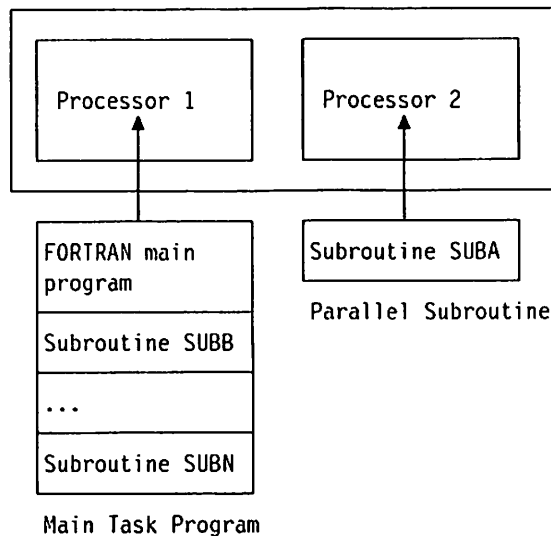 Processor 1
Processor 2
FORTRAN main
program
Subroutine SUBB
...
Subroutine SUBN
Main Task Program
Subroutine SUBA
Parallel Subroutine